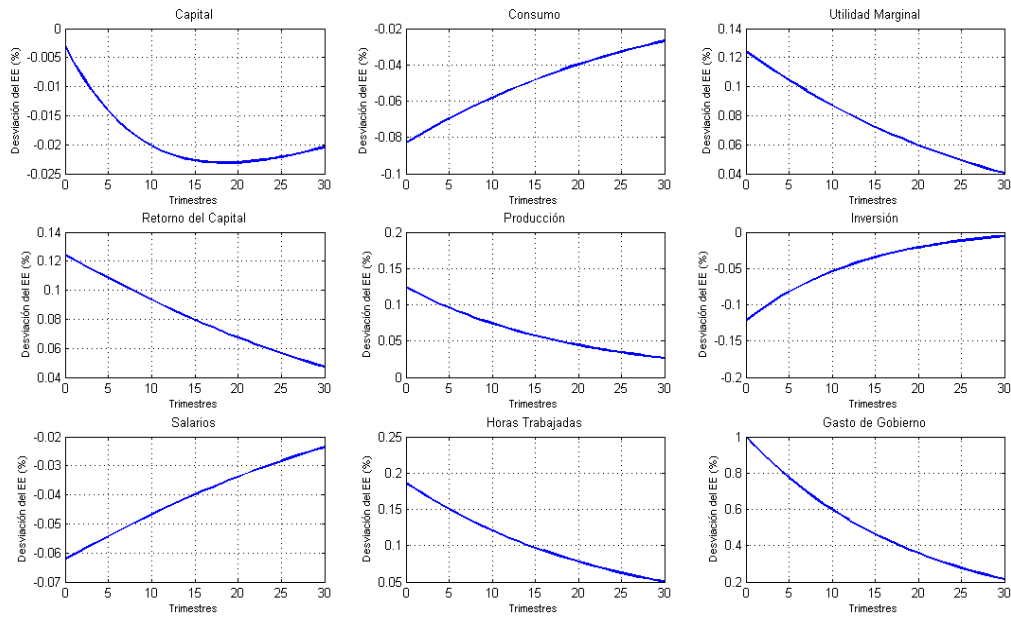 Capital
Desviación del EE (%)
0
-0.005
-0.01
-0.015
-0.02
-0.025
0 5 10 15 20 25 30
Trimestres
Consumo
Desviación del EE (%)
-0.02
-0.04
-0.06
-0.08
-0.1
0 5 10 15 20 25 30
Trimestres
Utilidad Marginal
Desviación del EE (%)
0.14
0.12
0.1
0.08
0.06
0.04
0 5 10 15 20 25 30
Trimestres
Retorno del Capital
Desviación del EE (%)
0.14
0.12
0.1
0.08
0.06
0.04
0 5 10 15 20 25 30
Trimestres
Producción
Desviación del EE (%)
0.2
0.15
0.1
0.05
0
0 5 10 15 20 25 30
Trimestres
Inversión
Desviación del EE (%)
0
-0.05
-0.1
-0.15
-0.2
0 5 10 15 20 25 30
Trimestres
Salarios
Desviación del EE (%)
-0.02
-0.03
-0.04
-0.05
-0.06
-0.07
0 5 10 15 20 25 30
Trimestres
Horas Trabajadas
Desviación del EE (%)
0.25
0.2
0.15
0.1
0.05
0 5 10 15 20 25 30
Trimestres
Gasto de Gobierno
Desviación del EE (%)
1
0.8
0.6
0.4
0.2
0 5 10 15 20 25 30
Trimestres